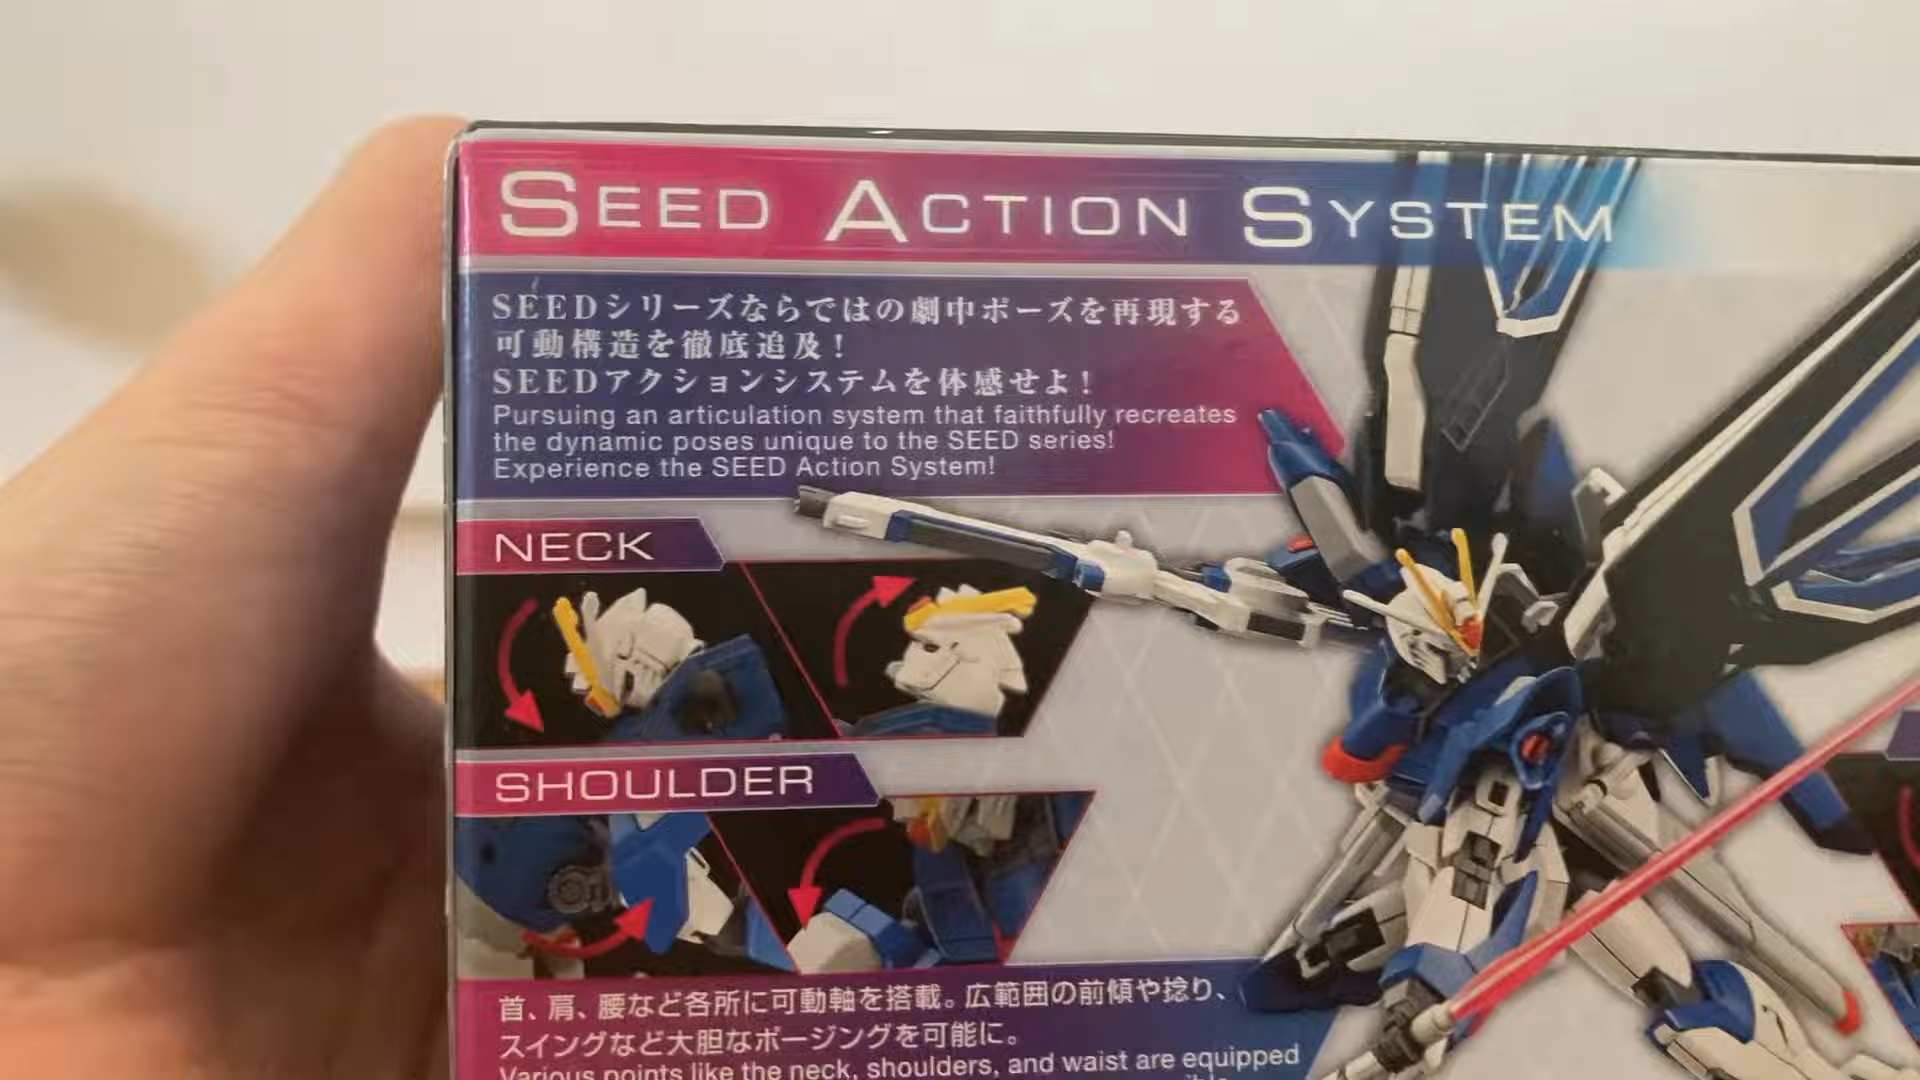 SEED ACTION SYSTEM
SEEDシリーズならではの劇中ポーズを再現する
可動構造を徹底追及！
SEEDアクションシステムを体感せよ！
Pursuing an articulation system that faithfully recreates
the dynamic poses unique to the SEED series!
Experience the SEED Action System!
NECK
SHOULDER
首、肩、腰など各所に可動軸を搭載。広範囲の前傾や捻り、
スイングなど大胆なポージングを可能に。
Various points like the neck, shoulders, and waist are equipped